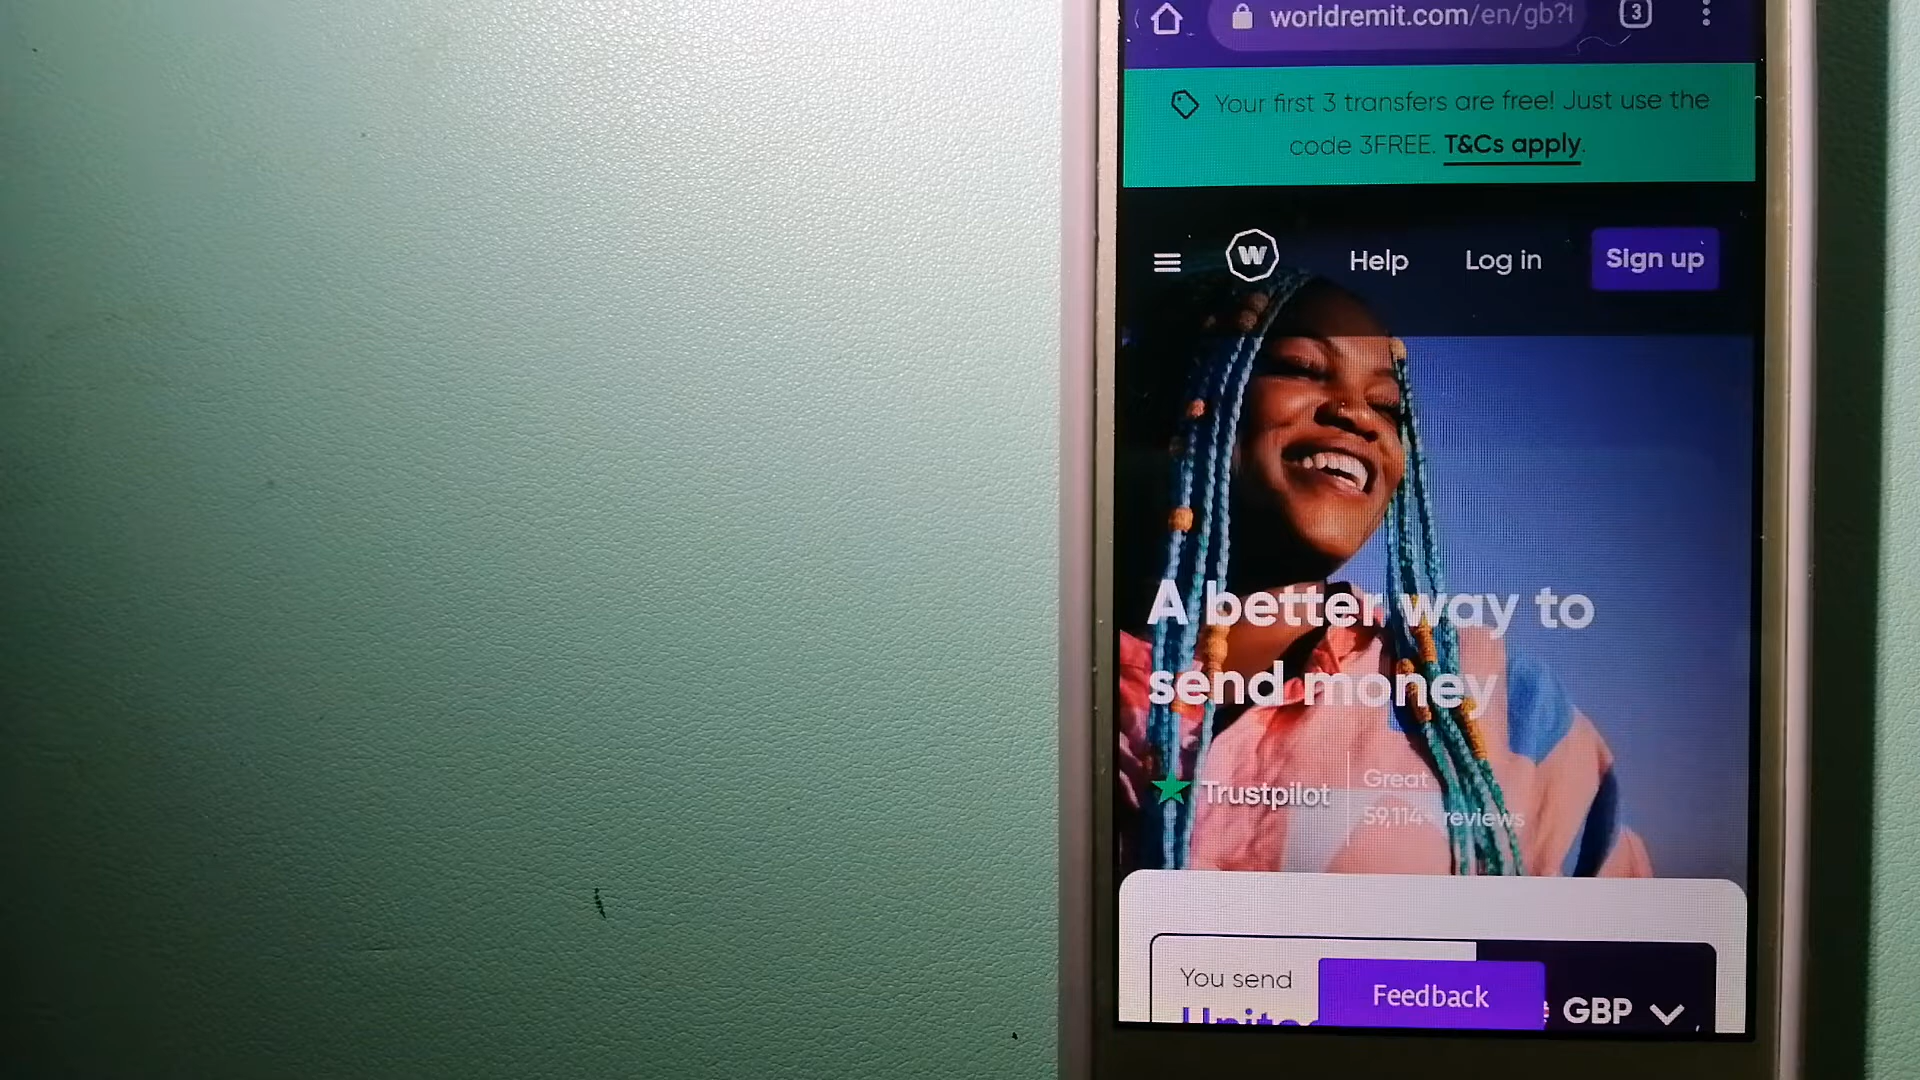 worldremit.com/en/gb?
3
Your first 3 transfers are free! Just use the
code 3FREE. T&Cs apply.
W
Help
Log in
Sign up
A better way to
send money
Trustpilot
Great
59,114+ reviews
You send
GBP
Feedback